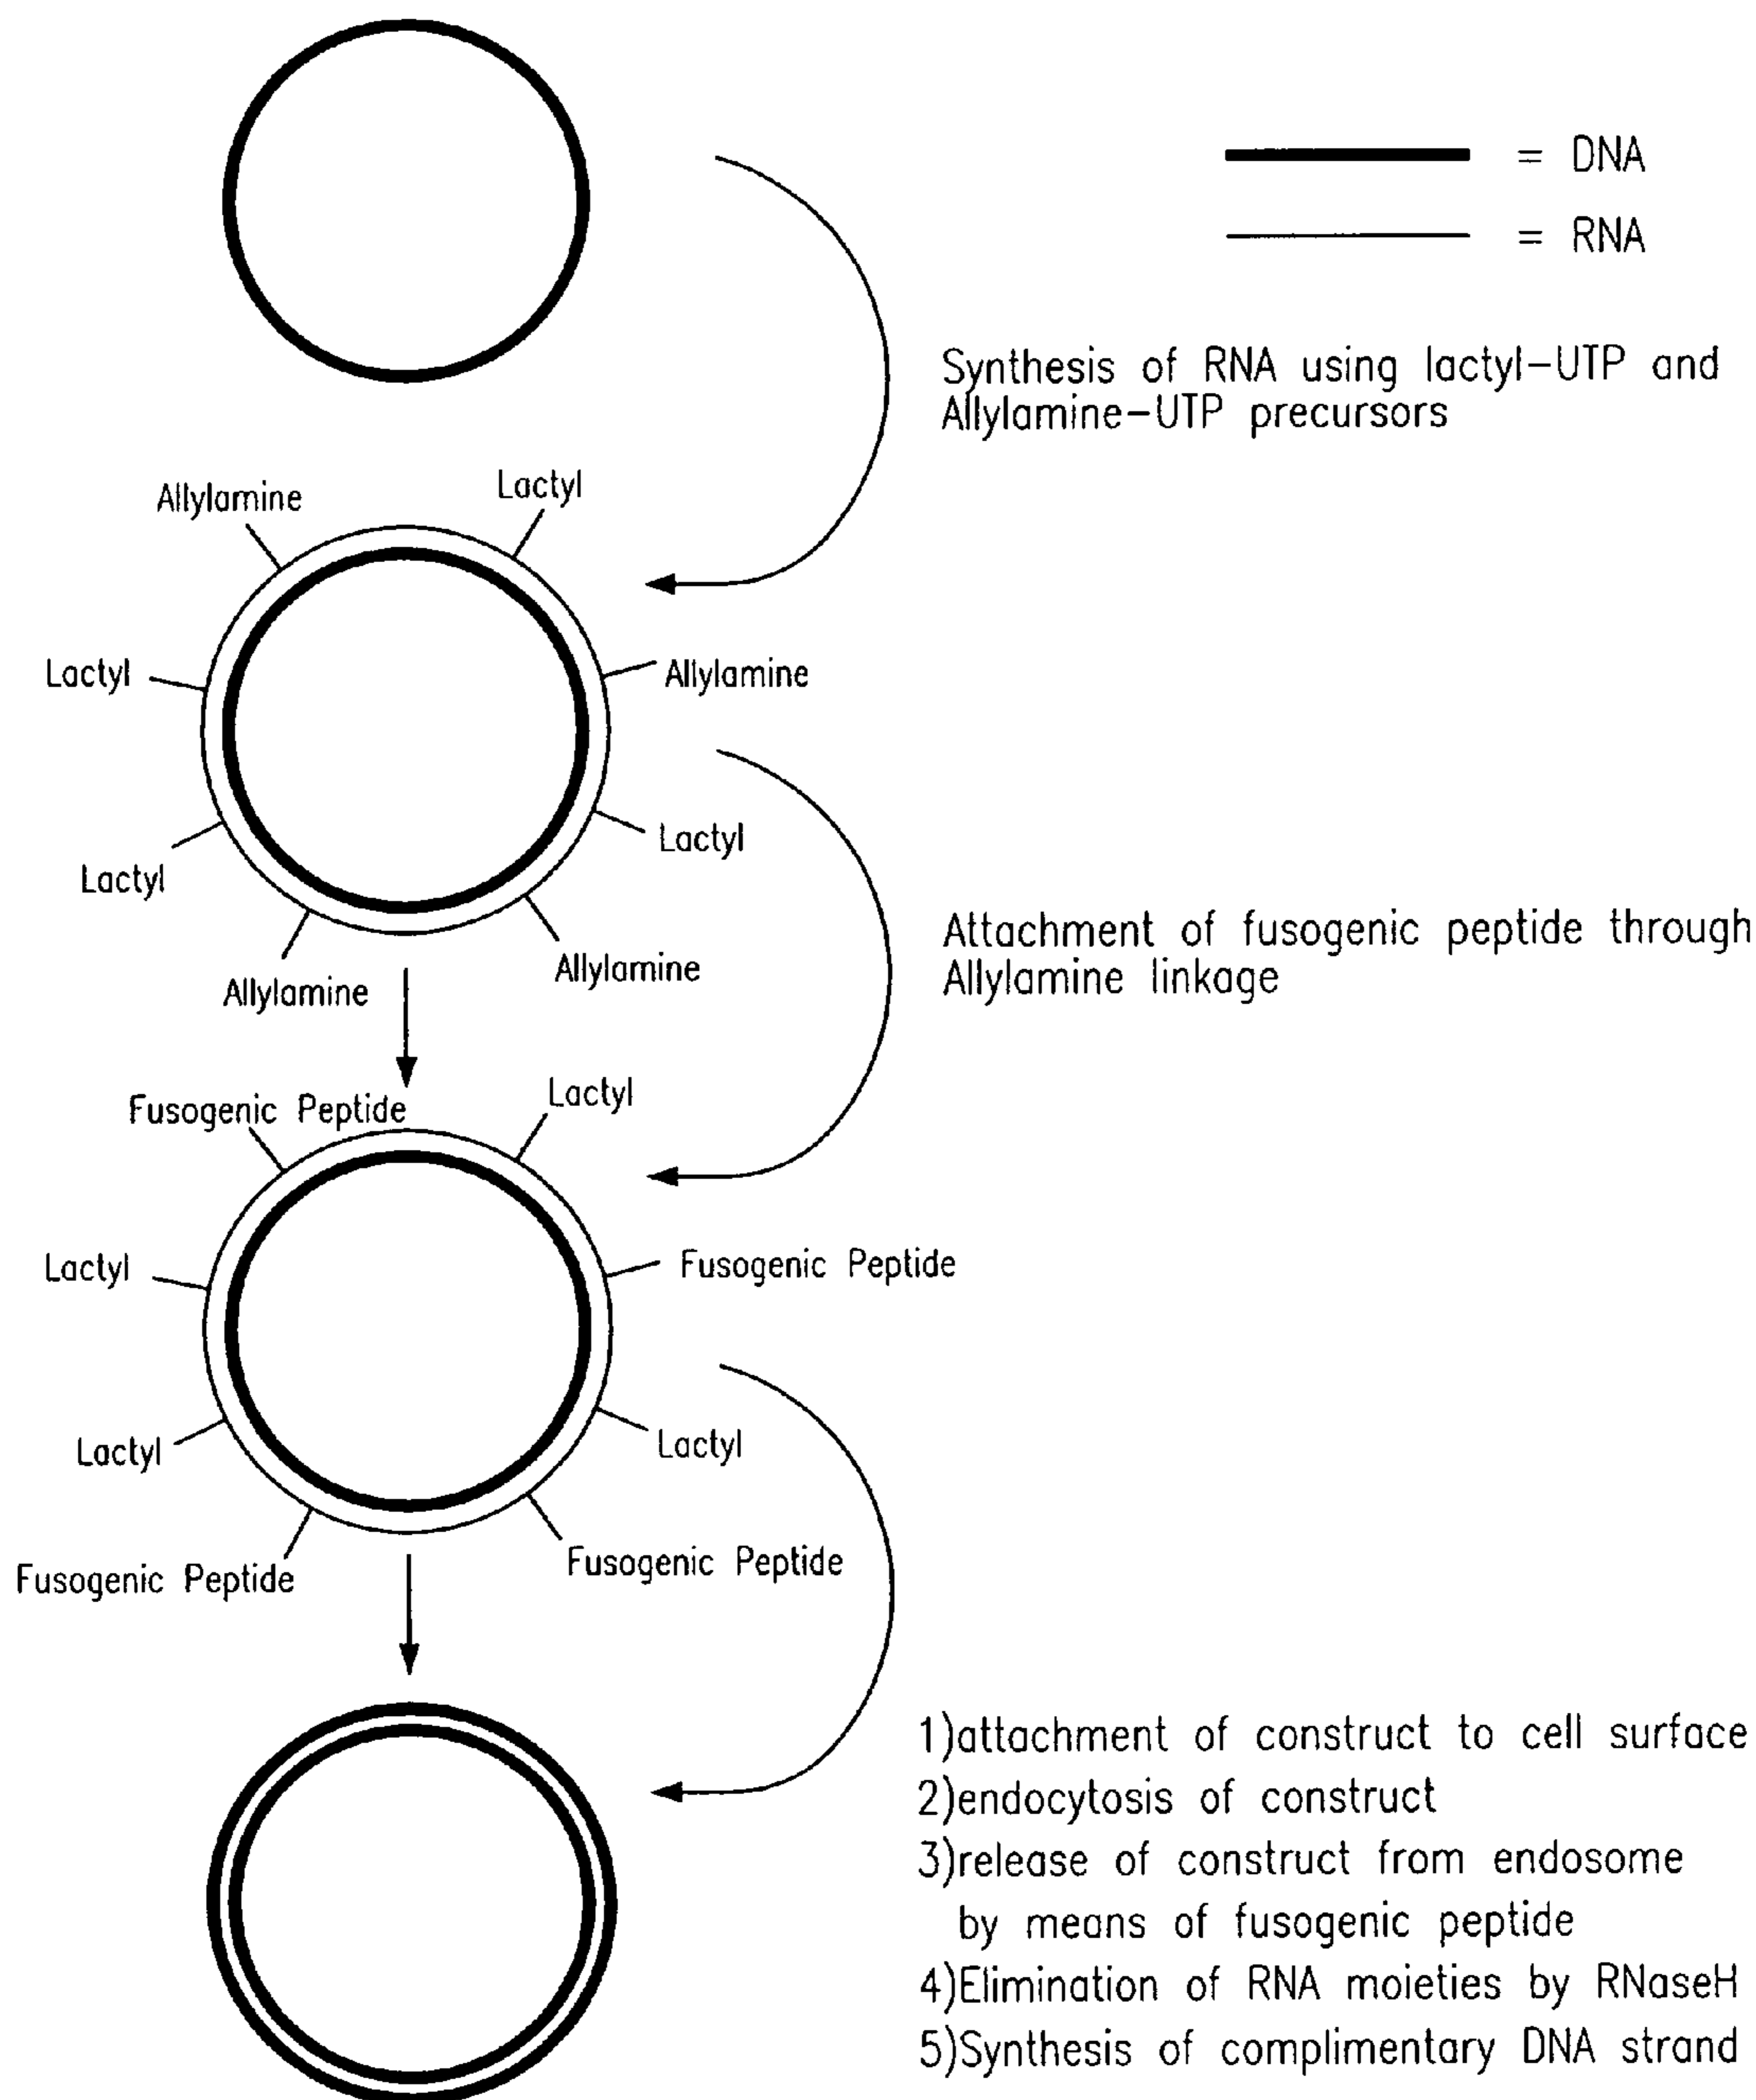 = DNA
= RNA
Synthesis of RNA using lactyl-UTP and
Allylamine-UTP precursors
Allylamine
Lactyl
Lactyl
Allylamine
Lactyl
Lactyl
Allylamine
Allylamine
Attachment of fusogenic peptide through
Allylamine linkage
Fusogenic Peptide
Lactyl
Lactyl
Fusogenic Peptide
Lactyl
Lactyl
Fusogenic Peptide
Fusogenic Peptide
1)attachment of construct to cell surface
2)endocytosis of construct
3)release of construct from endosome
by means of fusogenic peptide
4)Elimination of RNA moieties by RNaseH
5)Synthesis of complimentary DNA strand